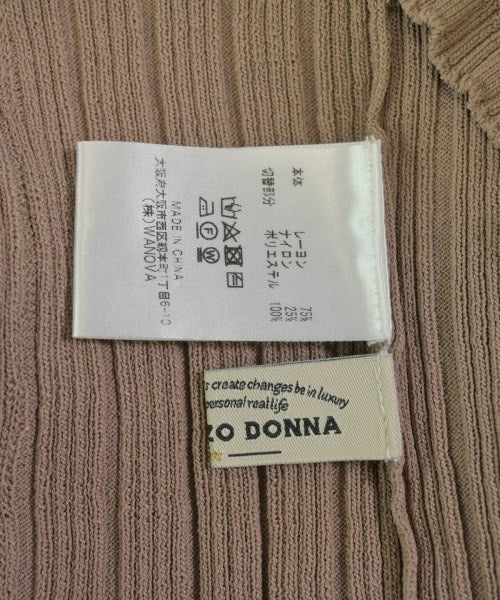 本体 レーヨン 75%
ナイロン 25%
切替部分 ポリエステル 100%
MADE IN CHINA
大阪府大阪市西区靱本町1丁目6-10
(株)WANOVA
create changes be in luxury
personal real life
ZO DONNA